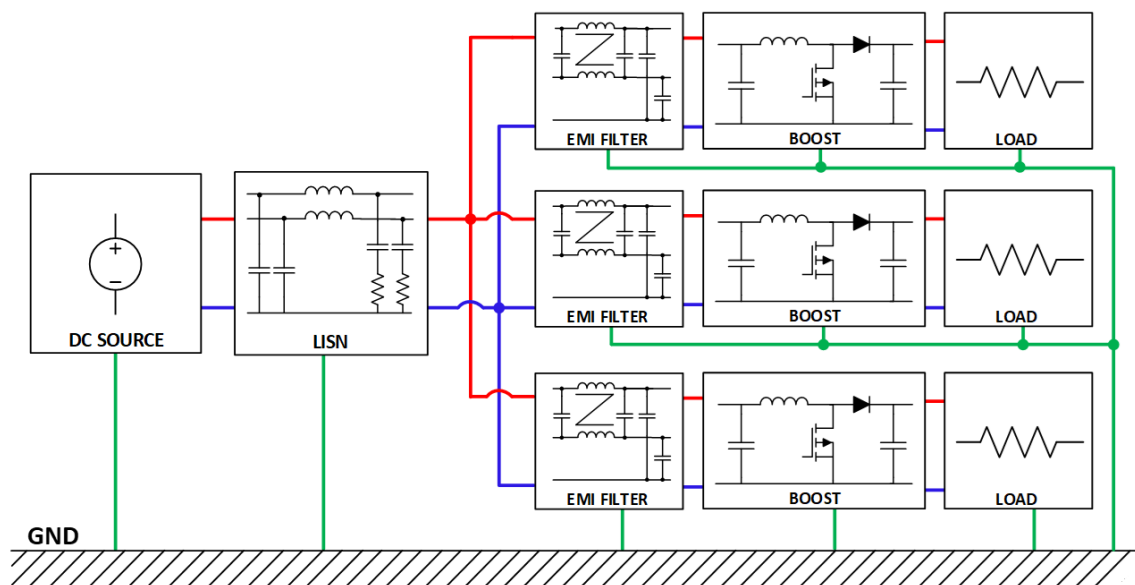 EMI FILTER
BOOST
LOAD
DC SOURCE
LISN
EMI FILTER
BOOST
LOAD
EMI FILTER
BOOST
LOAD
GND